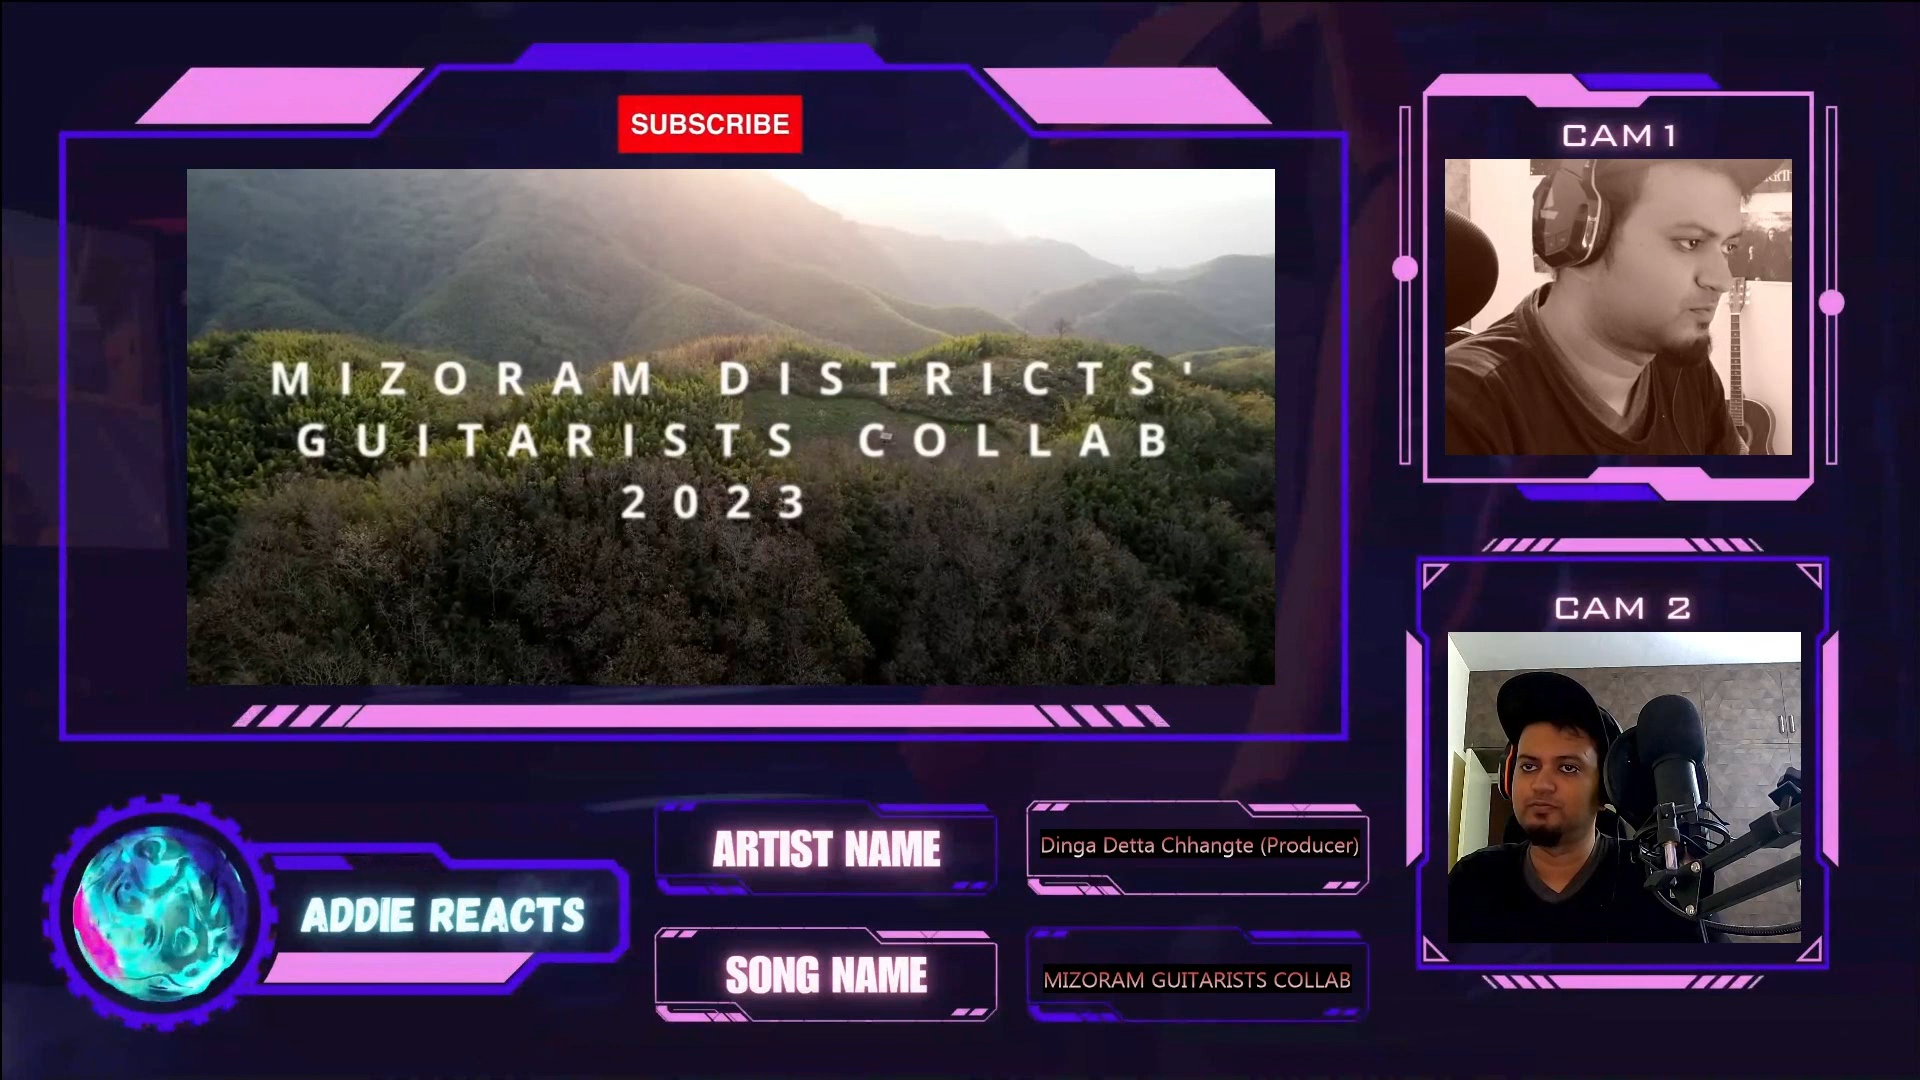 SUBSCRIBE
MIZORAM DISTRICTS'
GUITARISTS COLLAB
2023
CAM 1
CAM 2
ADDIE REACTS
ARTIST NAME
Dinga Detta Chhangte (Producer)
SONG NAME
MIZORAM GUITARISTS COLLAB